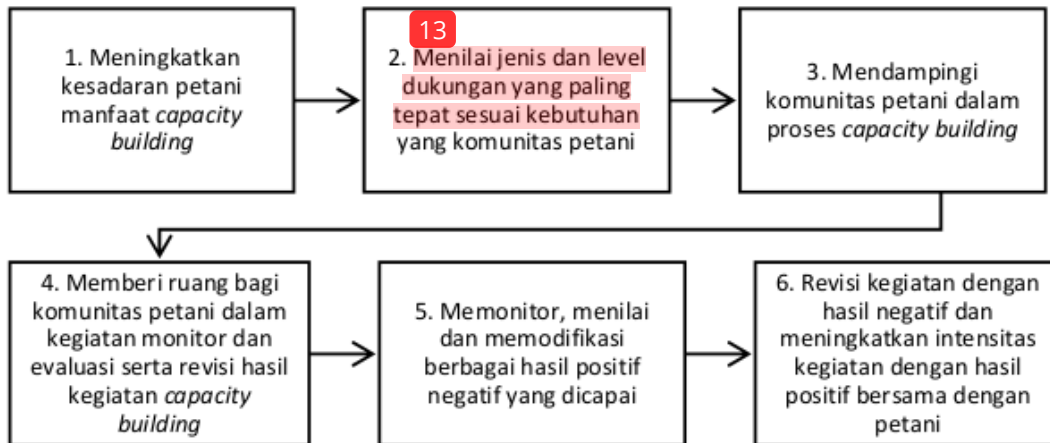 1. Meningkatkan
kesadaran petani
manfaat capacity
building
13
2. Menilai jenis dan level
dukungan yang paling
tepat sesuai kebutuhan
yang komunitas petani
3. Mendampingi
komunitas petani dalam
proses capacity building
4. Memberi ruang bagi
komunitas petani dalam
kegiatan monitor dan
evaluasi serta revisi hasil
kegiatan capacity
building
5. Memonitor, menilai
dan memodifikasi
berbagai hasil positif
negatif yang dicapai
6. Revisi kegiatan dengan
hasil negatif dan
meningkatkan intensitas
kegiatan dengan hasil
positif bersama dengan
petani